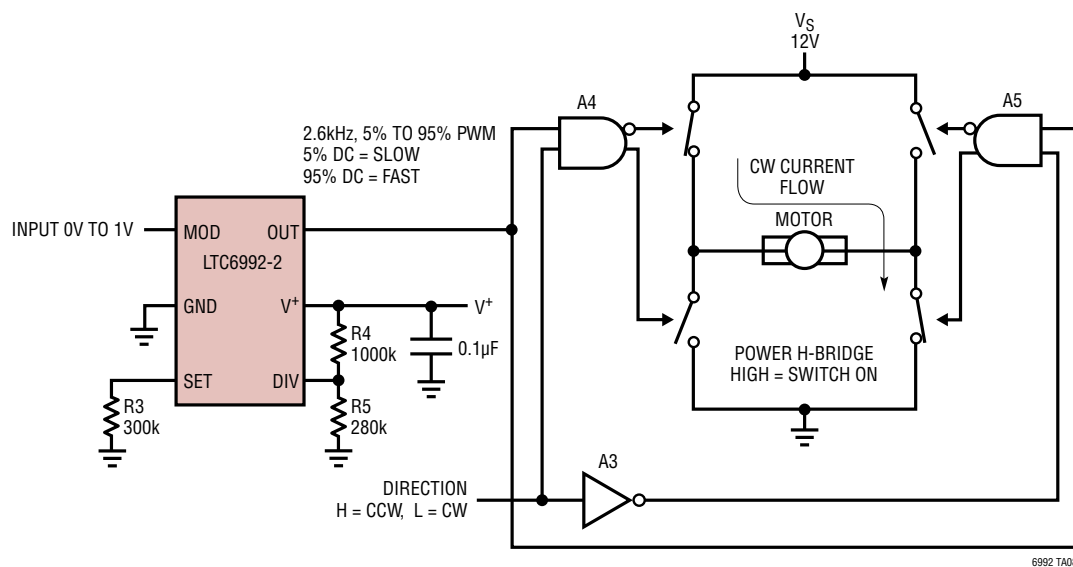 V_S
12V
A4
A5
2.6kHz, 5% TO 95% PWM
5% DC = SLOW
95% DC = FAST
CW CURRENT
FLOW
MOTOR
INPUT 0V TO 1V
MOD
OUT
LTC6992-2
GND
V+
V+
R4
1000k
0.1µF
SET
DIV
R3
300k
R5
280k
POWER H-BRIDGE
HIGH = SWITCH ON
A3
DIRECTION
H = CCW, L = CW